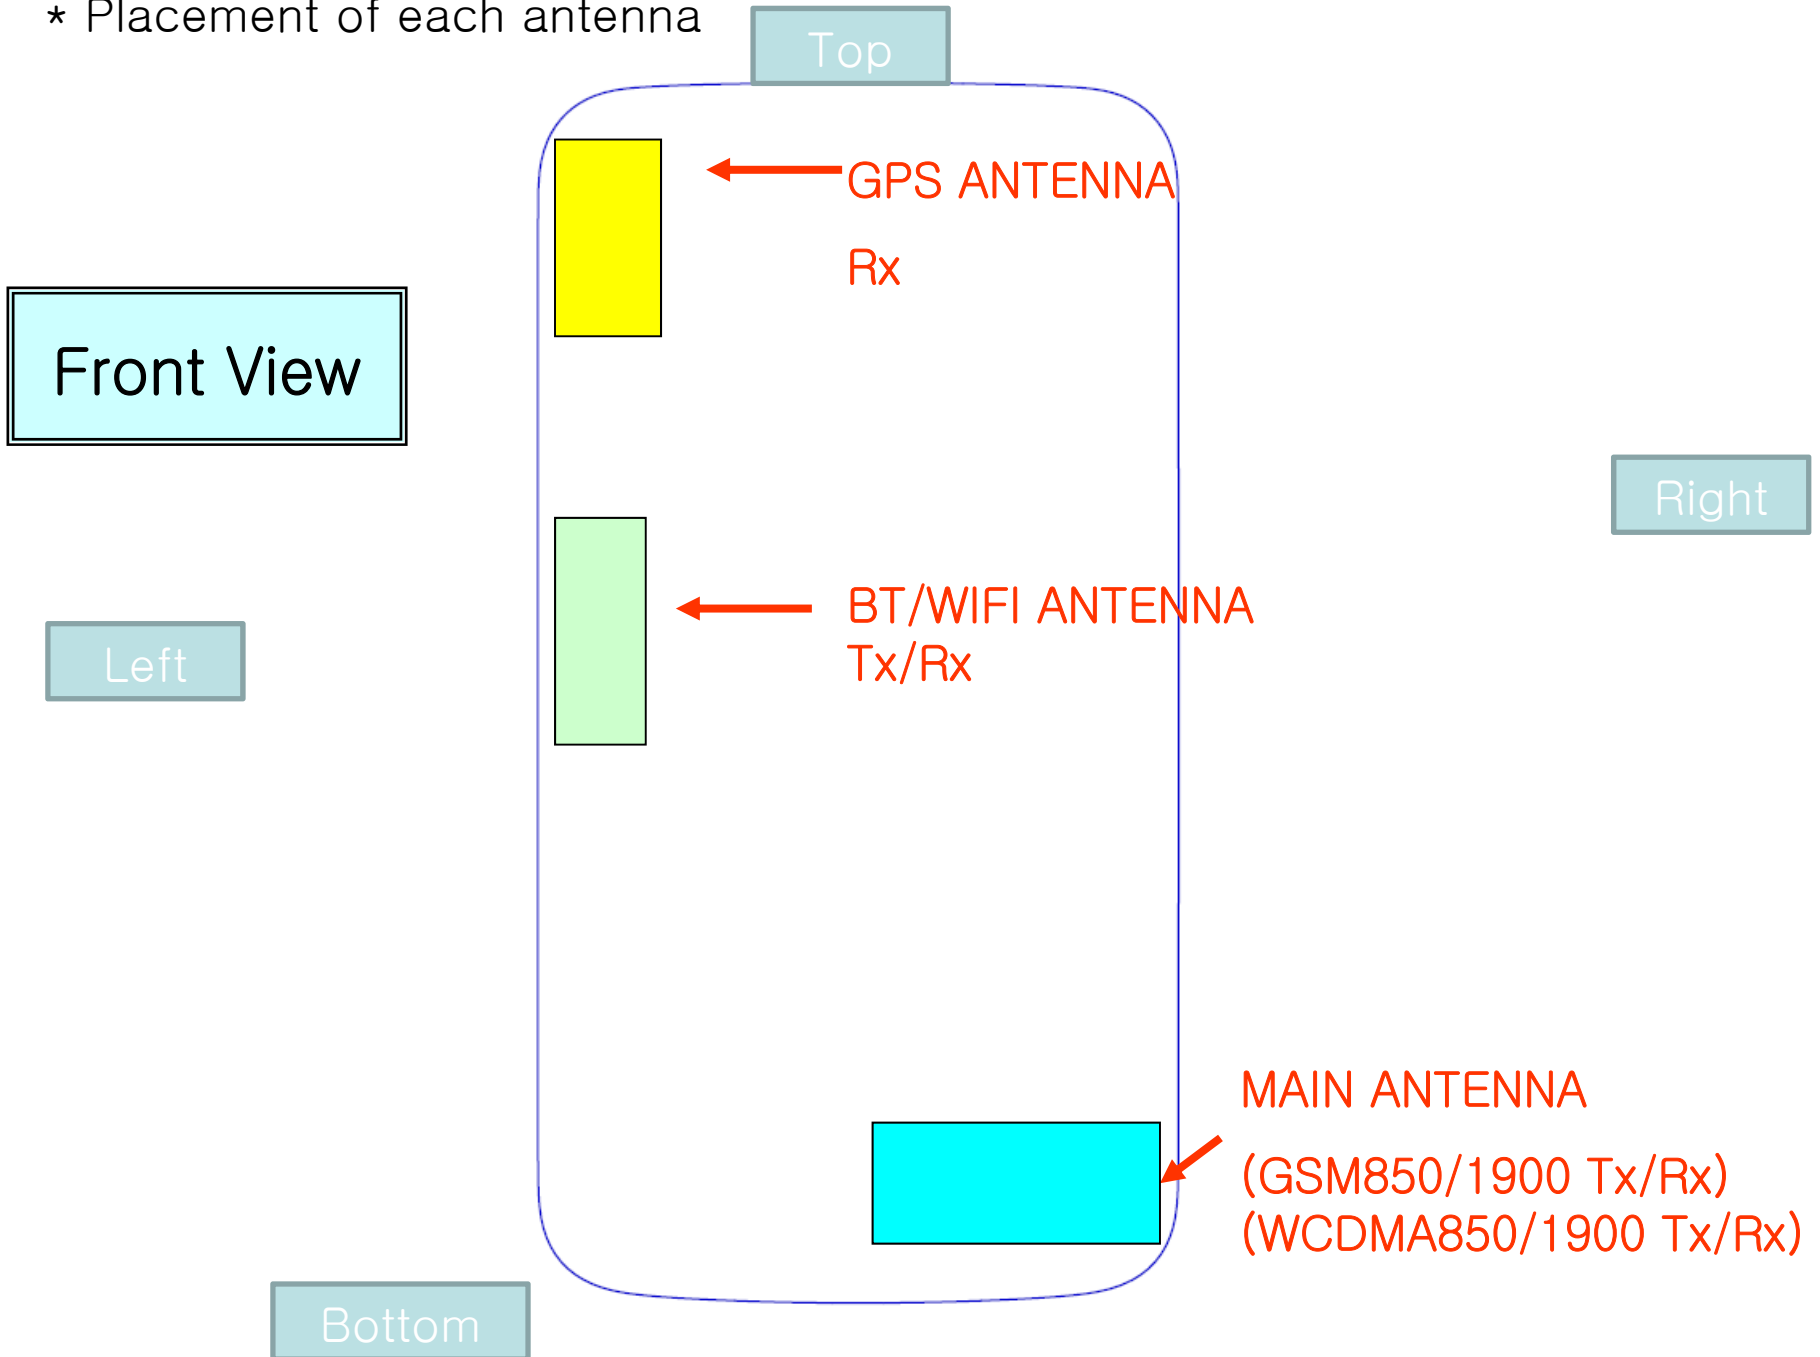 * Placement of each antenna
Top
GPS ANTENNA
Rx
Front View
Right
BT/WIFI ANTENNA
Tx/Rx
Left
MAIN ANTENNA
(GSM850/1900 Tx/Rx)
(WCDMA850/1900 Tx/Rx)
Bottom